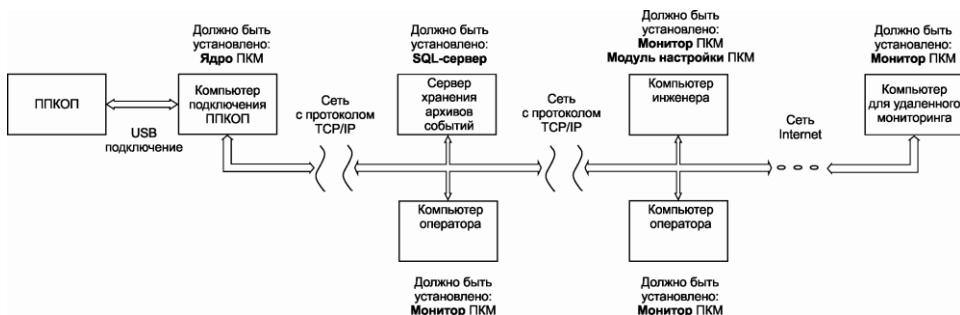 Должно быть
установлено:
Ядро ПКМ
Должно быть
установлено:
SQL-сервер
Должно быть
установлено:
Монитор ПКМ
Модуль настройки ПКМ
Должно быть
установлено:
Монитор ПКМ
ППКОП
USB
подключение
Компьютер
подключения
ППКОП
Сеть
с протоколом
TCP/IP
Сервер
хранения
архивов
событий
Сеть
с протоколом
TCP/IP
Компьютер
инженера
Сеть
Internet
Компьютер
для удаленного
мониторинга
Компьютер
оператора
Компьютер
оператора
Должно быть
установлено:
Монитор ПКМ
Должно быть
установлено:
Монитор ПКМ